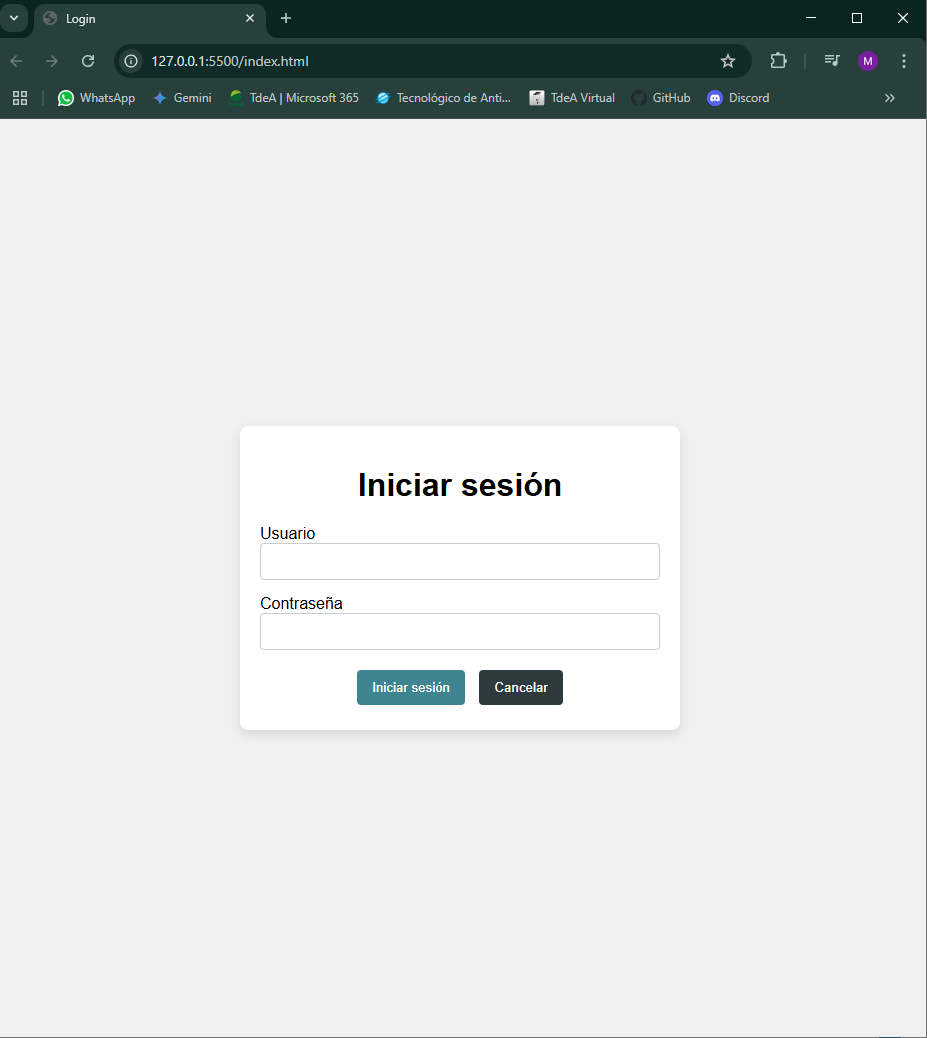 Login
127.0.0.1:5500/index.html
M
WhatsApp Gemini TdeA | Microsoft 365 Tecnológico de Anti... TdeA Virtual GitHub Discord
Iniciar sesión
Usuario
Contraseña
Iniciar sesión Cancelar